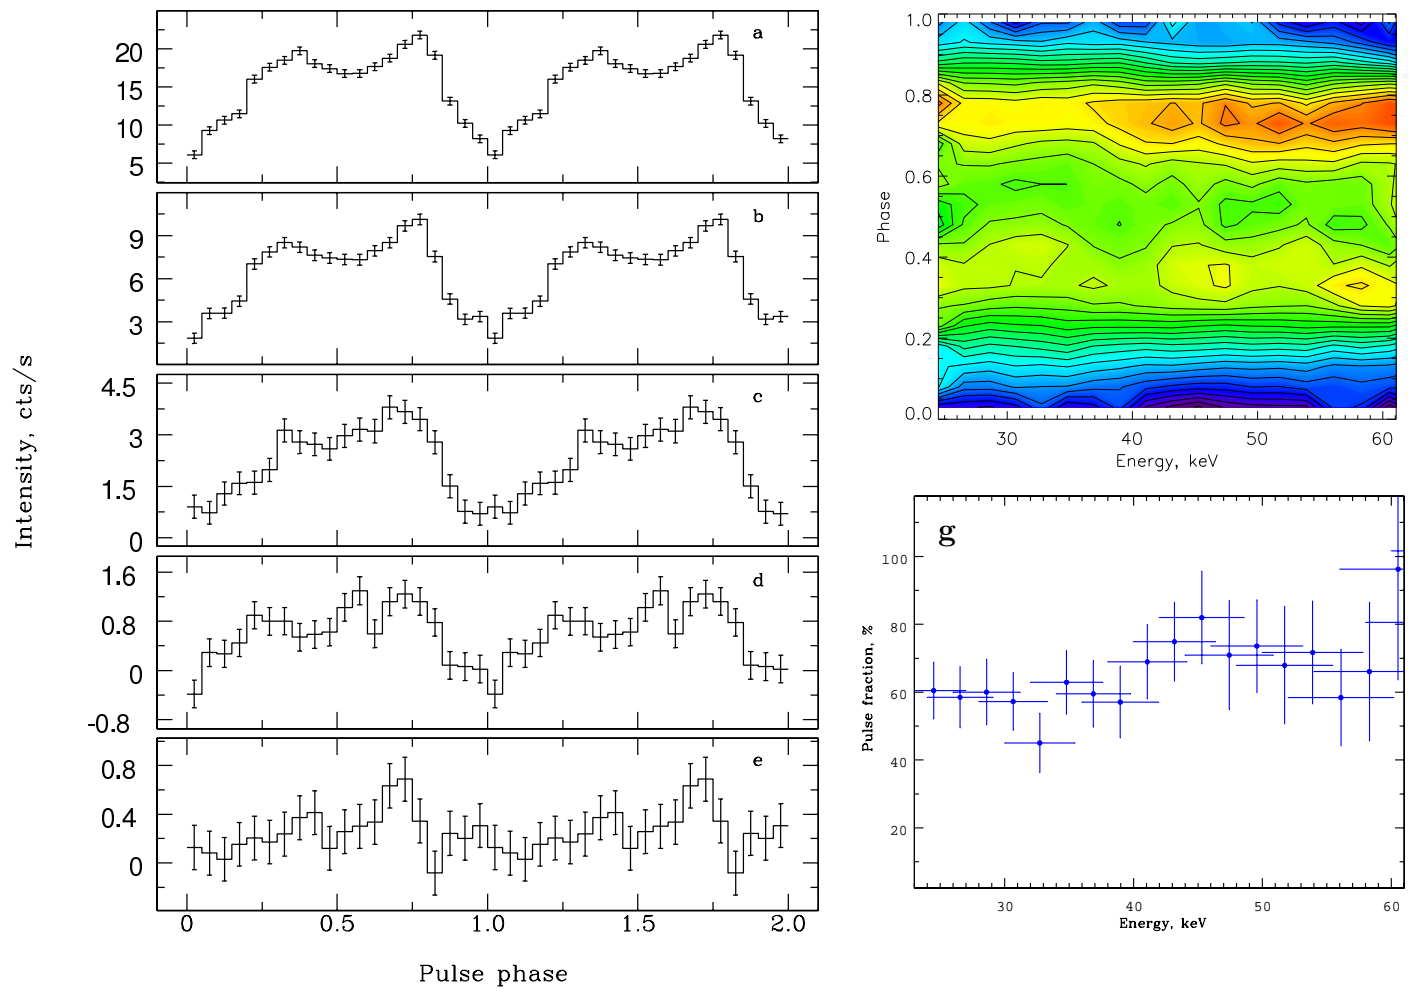 Intensity, cts/s
a
20
15
10
5
b
9
6
3
c
4.5
3
1.5
0
d
1.6
0.8
0
-0.8
e
0.8
0.4
0
0 0.5 1.0 1.5 2.0
Pulse phase
1.0
0.8
0.6
0.4
0.2
0.0
Phase
30 40 50 60
Energy, keV
g
100
80
60
40
20
Pulse fraction, %
30 40 50 60
Energy, keV